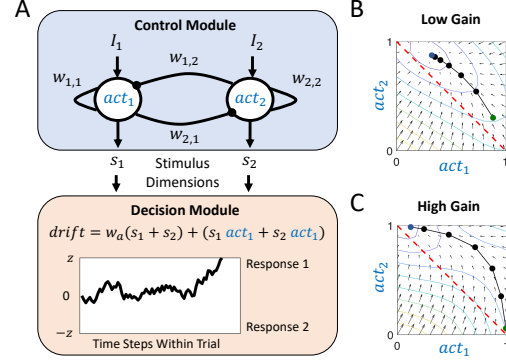 A
Control Module
I1 I2
w1,2
w1,1 w2,2
act1 act2
w2,1
s1 Stimulus s2
Dimensions
Decision Module
drift = wa(s1 + s2) + (s1 act1 + s2 act1)
z
Response 1
0
−z
Response 2
Time Steps Within Trial
B
Low Gain
1
act2
0
0 1
act1
C
High Gain
1
act2
0
0 1
act1